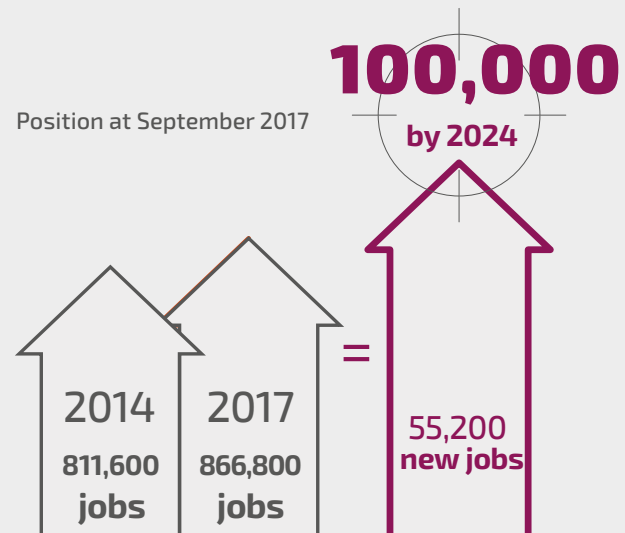 100,000
by 2024
Position at September 2017
2014
811,600
jobs
2017
866,800
jobs
=
55,200
new jobs